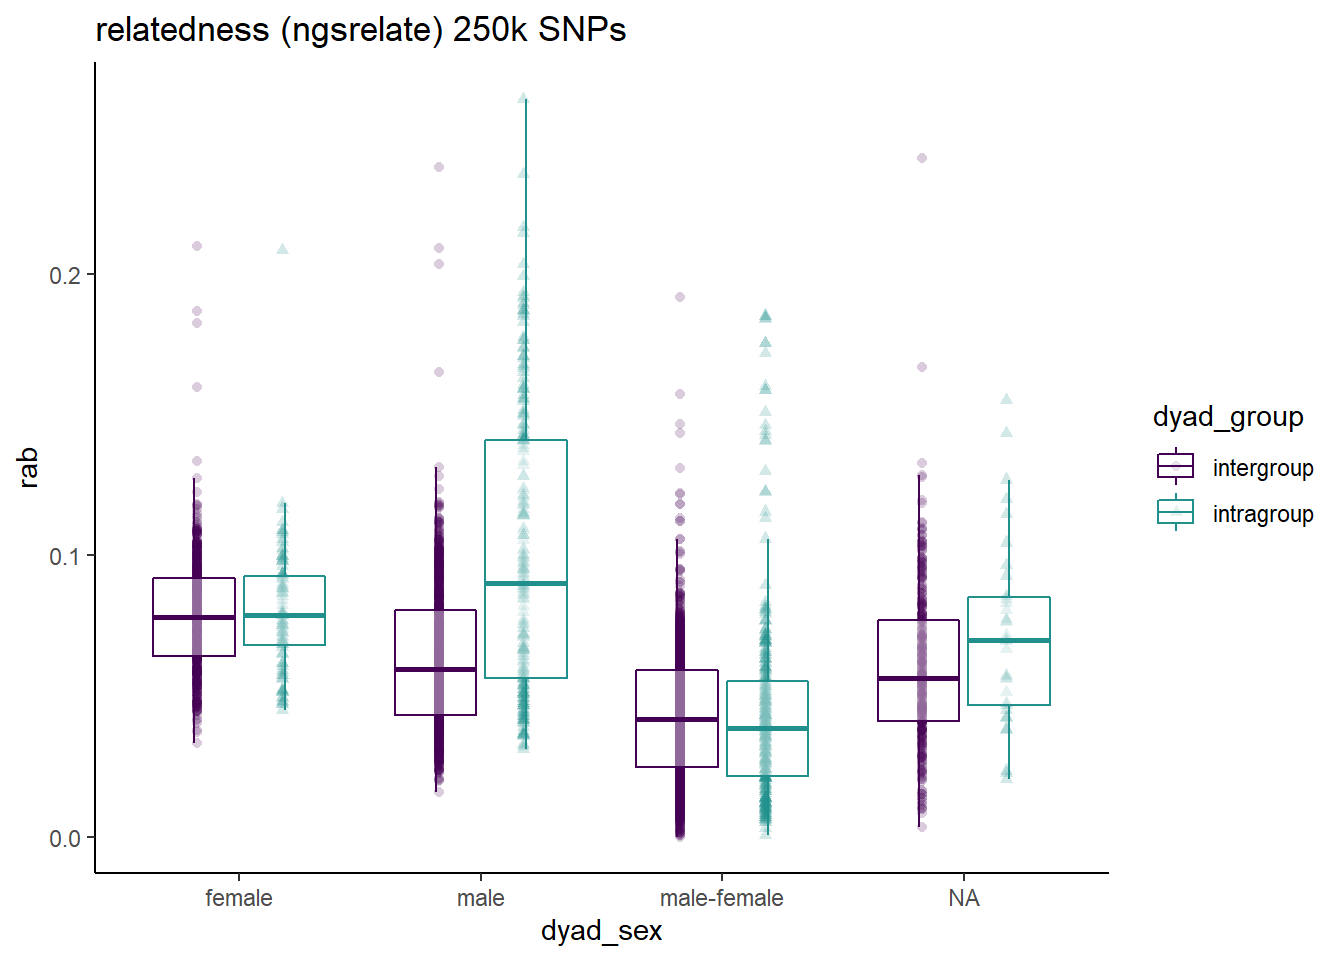 relatedness (ngsrelate) 250k SNPs
rab
0.2
0.1
0.0
female
male
male-female
NA
dyad_sex
dyad_group
intergroup
intragroup